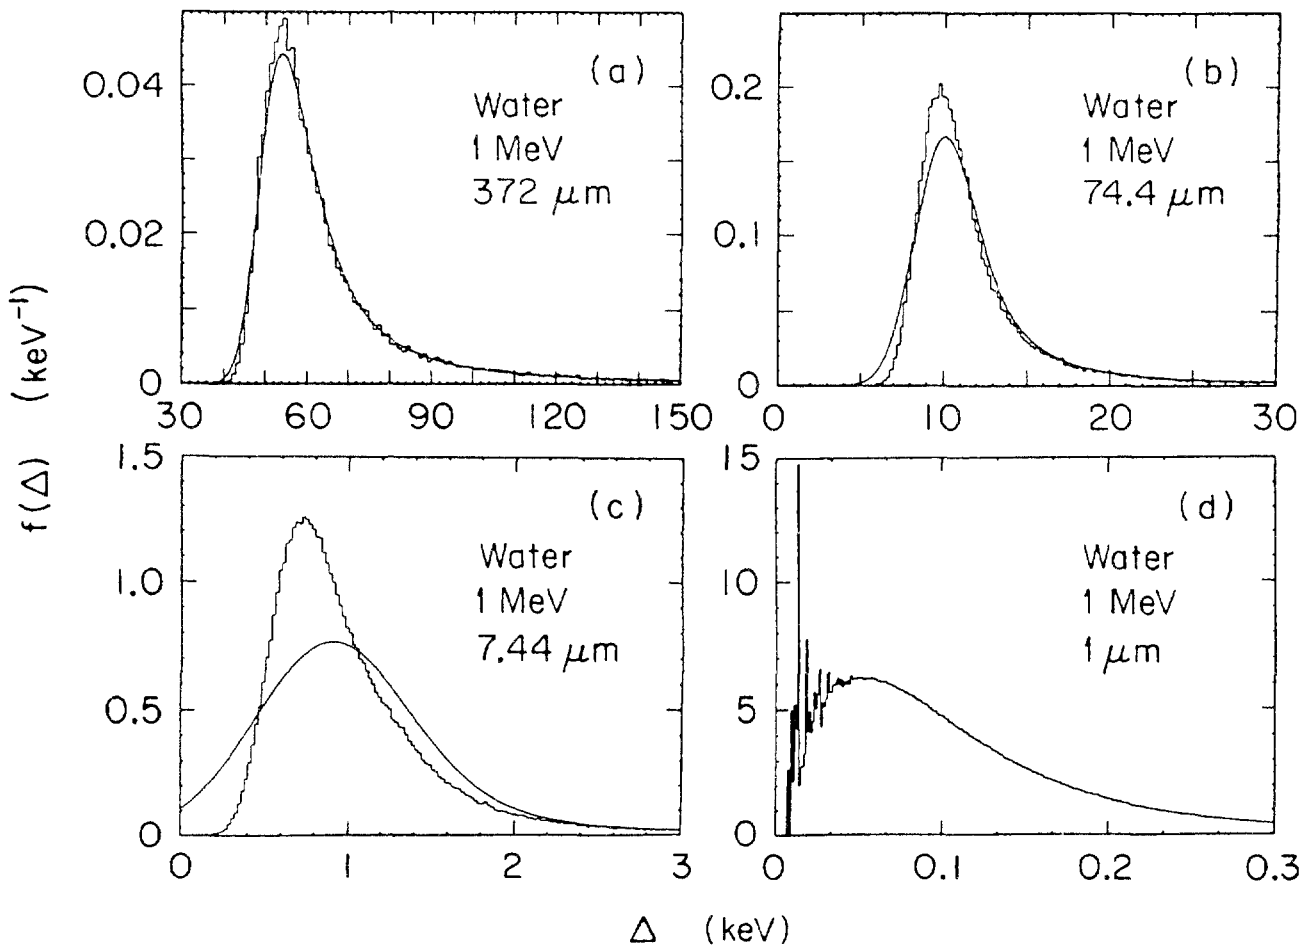 (a)
Water
1 MeV
372 μm
0.04
0.02
0
30 60 90 120 150
(b)
Water
1 MeV
74.4 μm
0.2
0.1
0
0 10 20 30
(c)
Water
1 MeV
7.44 μm
1.5
1.0
0.5
0
0 1 2 3
(d)
Water
1 MeV
1 μm
15
10
5
0
0 0.1 0.2 0.3
f(Δ) (keV⁻¹)
Δ (keV)